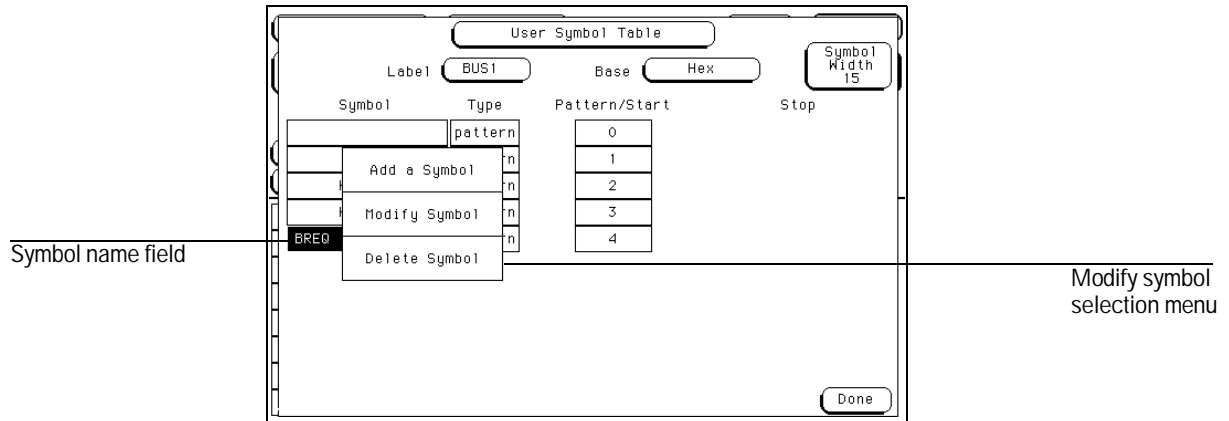 User Symbol Table
Label BUS1 Base Hex Symbol Width 15
Symbol Type Pattern/Start Stop
pattern 0
1
2
3
BREQ 4
Add a Symbol
Modify Symbol
Delete Symbol
Done
Symbol name field
Modify symbol
selection menu